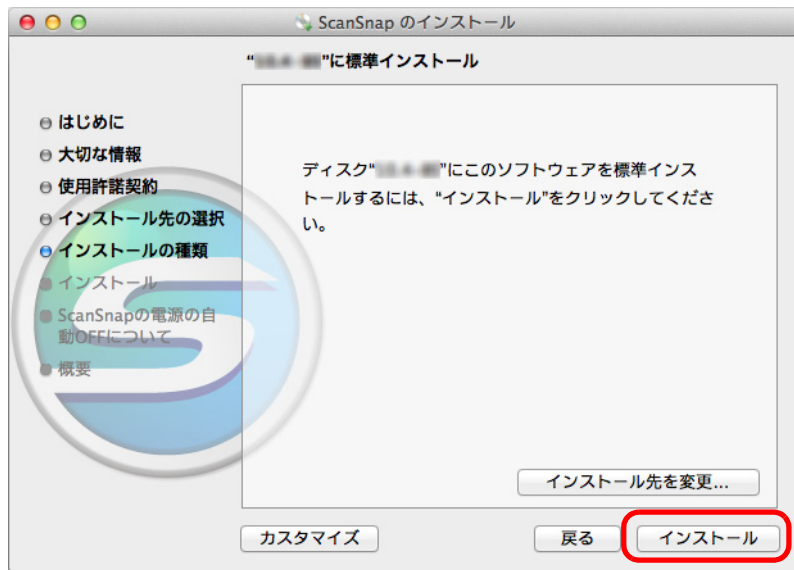 ScanSnap のインストール
“ ”に標準インストール
はじめに
大切な情報
使用許諾契約
インストール先の選択
インストールの種類
インストール
ScanSnapの電源の自
動OFFについて
概要
ディスク“ ”にこのソフトウェアを標準インス
トールするには、“インストール”をクリックしてくださ
い。
インストール先を変更...
カスタマイズ
戻る
インストール